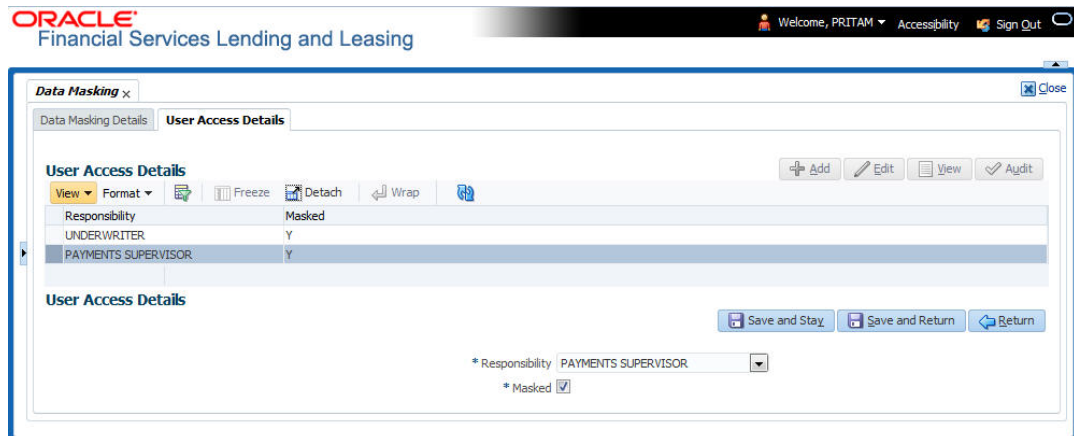 ORACLE
Financial Services Lending and Leasing
Welcome, PRITAM Accessibility Sign Out
Data Masking
Close
Data Masking Details User Access Details
User Access Details
Add Edit View Audit
View Format Freeze Detach Wrap
Responsibility Masked
UNDERWRITER Y
PAYMENTS SUPERVISOR Y
User Access Details
Save and Stay Save and Return Return
* Responsibility PAYMENTS SUPERVISOR
* Masked